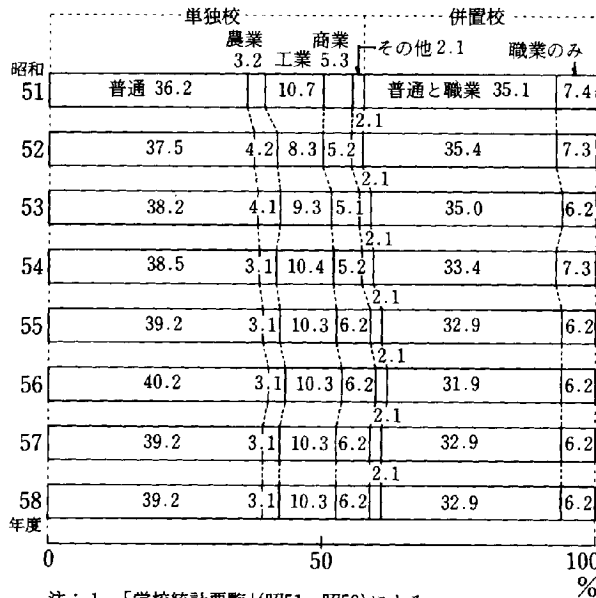 単独校 併置校
農業 商業 その他 2.1 職業のみ
3.2 工業 5.3
昭和
51 普通 36.2 10.7 普通と職業 35.1 7.4
2.1
52 37.5 4.2 8.3 5.2 35.4 7.3
2.1
53 38.2 4.1 9.3 5.1 35.0 6.2
2.1
54 38.5 3.1 10.4 5.2 33.4 7.3
2.1
55 39.2 3.1 10.3 6.2 32.9 6.2
2.1
56 40.2 3.1 10.3 6.2 31.9 6.2
2.1
57 39.2 3.1 10.3 6.2 32.9 6.2
2.1
58 39.2 3.1 10.3 6.2 32.9 6.2
年度
0 50 100
%